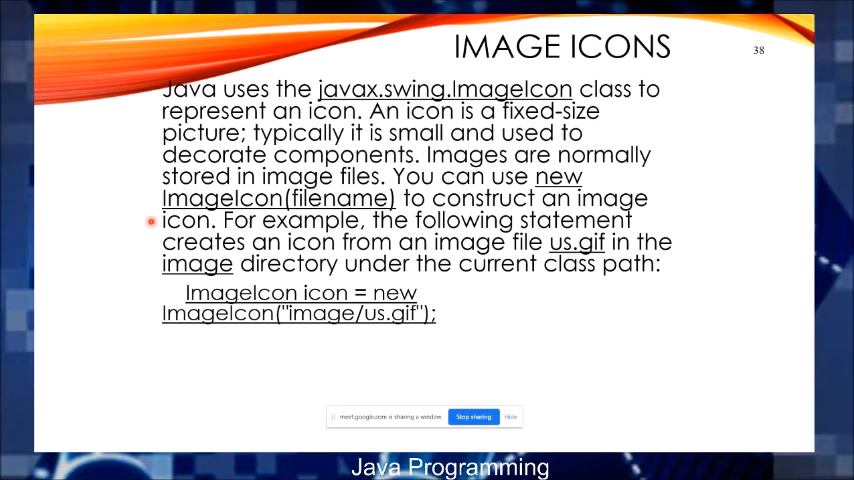 IMAGE ICONS
38
Java uses the javax.swing.ImageIcon class to
represent an icon. An icon is a fixed-size
picture; typically it is small and used to
decorate components. Images are normally
stored in image files. You can use new
ImageIcon(filename) to construct an image
icon. For example, the following statement
creates an icon from an image file us.gif in the
image directory under the current class path:
ImageIcon icon = new
ImageIcon("image/us.gif");
meet.google.com is sharing a window.
Stop sharing
Hide
Java Programming